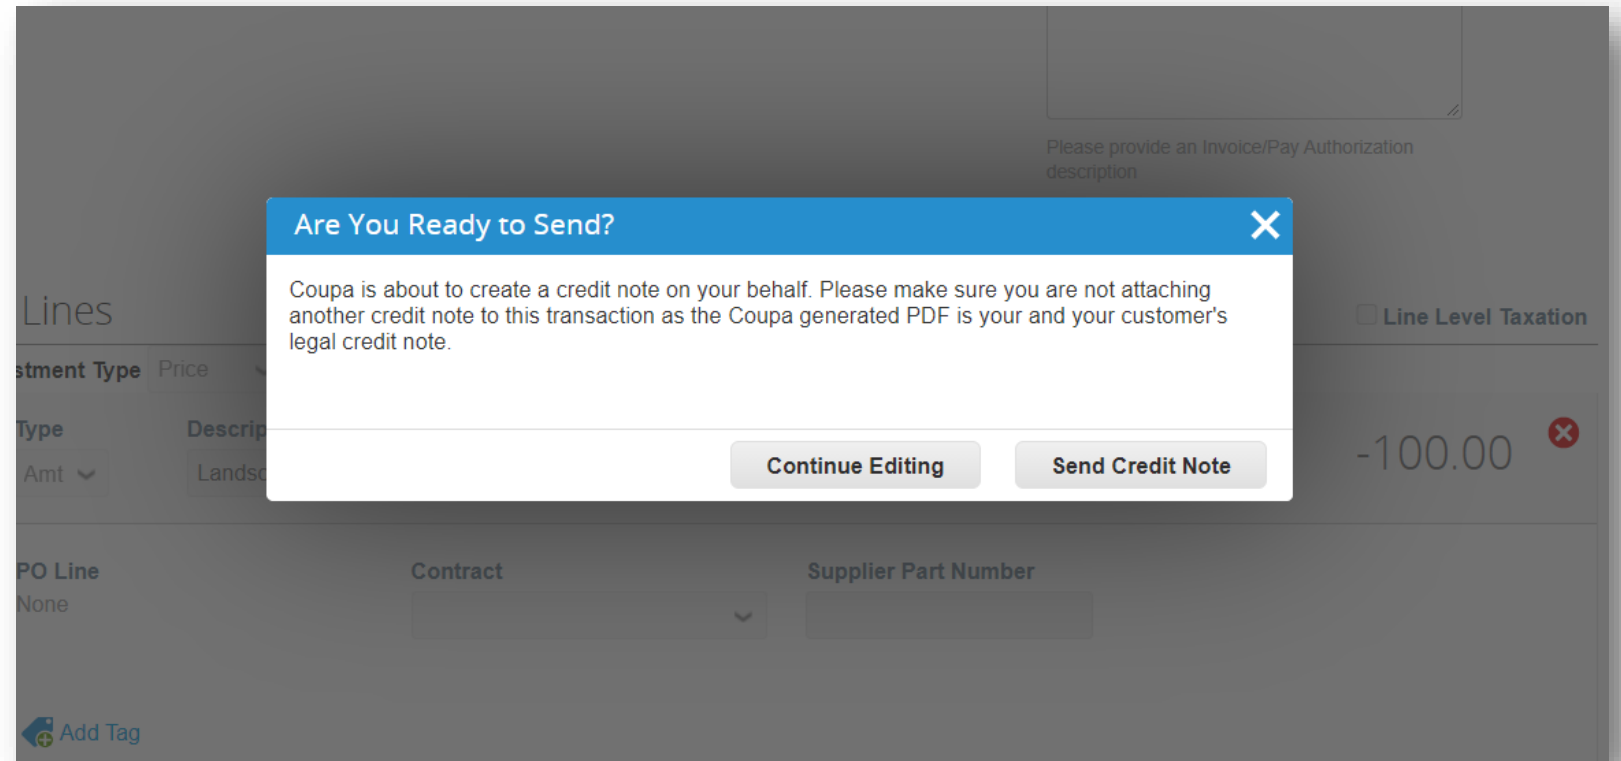 Please provide an Invoice/Pay Authorization
description
Are You Ready to Send?
Coupa is about to create a credit note on your behalf. Please make sure you are not attaching
another credit note to this transaction as the Coupa generated PDF is your and your customer's
legal credit note.
Continue Editing
Send Credit Note
Lines
Line Level Taxation
stment Type Price
Type
Descrip
Amt
Landsc
-100.00
PO Line
None
Contract
Supplier Part Number
Add Tag